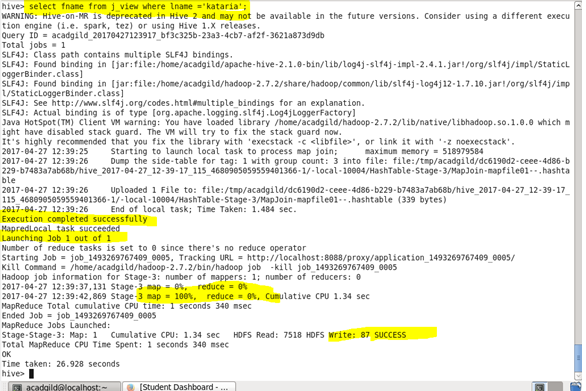 hive> select fname from j_view where lname ='kataria';
WARNING: Hive-on-MR is deprecated in Hive 2 and may not be available in the future versions. Consider using a different execu
tion engine (i.e. spark, tez) or using Hive 1.X releases.
Query ID = acadgild_20170427123917_bf3c325b-23a3-4cb7-af2f-3621a873d9db
Total jobs = 1
SLF4J: Class path contains multiple SLF4J bindings.
SLF4J: Found binding in [jar:file:/home/acadgild/apache-hive-2.1.0-bin/lib/log4j-slf4j-impl-2.4.1.jar!/org/slf4j/impl/StaticL
oggerBinder.class]
SLF4J: Found binding in [jar:file:/home/acadgild/hadoop-2.7.2/share/hadoop/common/lib/slf4j-log4j12-1.7.10.jar!/org/slf4j/imp
l/StaticLoggerBinder.class]
SLF4J: See http://www.slf4j.org/codes.html#multiple_bindings for an explanation.
SLF4J: Actual binding is of type [org.apache.logging.slf4j.Log4jLoggerFactory]
Java HotSpot(TM) Client VM warning: You have loaded library /home/acadgild/hadoop-2.7.2/lib/native/libhadoop.so.1.0.0 which m
ight have disabled stack guard. The VM will try to fix the stack guard now.
It's highly recommended that you fix the library with 'execstack -c <libfile>', or link it with '-z noexecstack'.
2017-04-27 12:39:25 Starting to launch local task to process map join; maximum memory = 518979584
2017-04-27 12:39:26 Dump the side-table for tag: 1 with group count: 3 into file: file:/tmp/acadgild/dc6190d2-ceee-4d86-b
229-b7483a7ab68b/hive_2017-04-27_12-39-17_115_4680905059559401366-1/-local-10004/HashTable-Stage-3/MapJoin-mapfile01--.hashta
ble
2017-04-27 12:39:26 Uploaded 1 File to: file:/tmp/acadgild/dc6190d2-ceee-4d86-b229-b7483a7ab68b/hive_2017-04-27_12-39-17_
115_4680905059559401366-1/-local-10004/HashTable-Stage-3/MapJoin-mapfile01--.hashtable (339 bytes)
2017-04-27 12:39:26 End of local task; Time Taken: 1.484 sec.
Execution completed successfully
MapredLocal task succeeded
Launching Job 1 out of 1
Number of reduce tasks is set to 0 since there's no reduce operator
Starting Job = job_1493269767409_0005, Tracking URL = http://localhost:8088/proxy/application_1493269767409_0005/
Kill Command = /home/acadgild/hadoop-2.7.2/bin/hadoop job -kill job_1493269767409_0005
Hadoop job information for Stage-3: number of mappers: 1; number of reducers: 0
2017-04-27 12:39:37,131 Stage-3 map = 0%, reduce = 0%
2017-04-27 12:39:42,869 Stage-3 map = 100%, reduce = 0%, Cumulative CPU 1.34 sec
MapReduce Total cumulative CPU time: 1 seconds 340 msec
Ended Job = job_1493269767409_0005
MapReduce Jobs Launched:
Stage-Stage-3: Map: 1 Cumulative CPU: 1.34 sec HDFS Read: 7518 HDFS Write: 87 SUCCESS
Total MapReduce CPU Time Spent: 1 seconds 340 msec
OK
Time taken: 26.928 seconds
hive>
acadgild@localhost:~ [Student Dashboard - ...